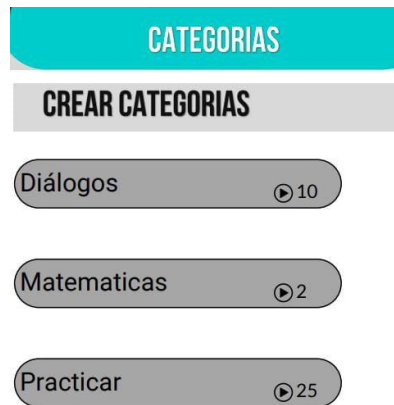 CATEGORIAS
CREAR CATEGORIAS
Diálogos
10
Matematicas
2
Practicar
25